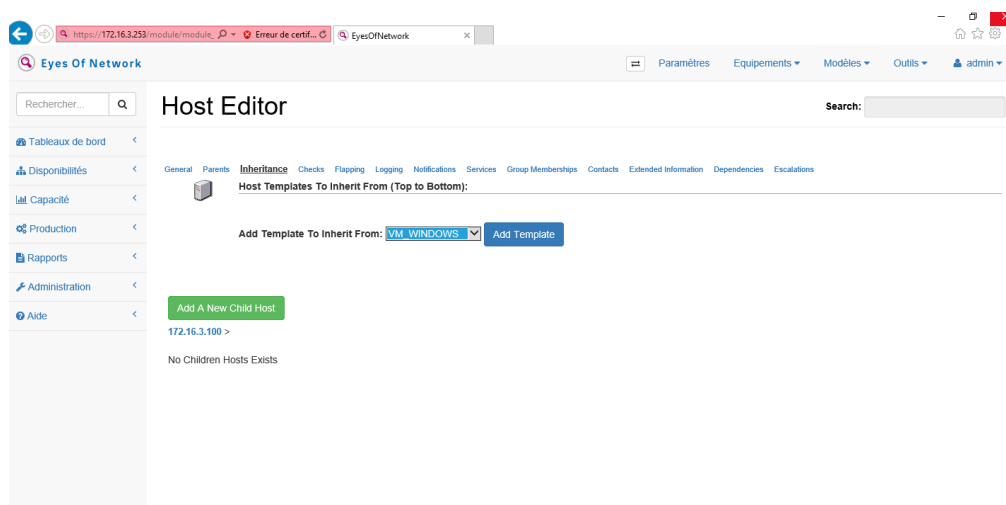 https://172.16.3.253/module/module_
Erreur de certif...
EyesOfNetwork
Eyes Of Network
Paramètres
Equipements
Modèles
Outils
admin
Rechercher...
Host Editor
Search:
Tableaux de bord
Disponibilités
Capacité
Production
Rapports
Administration
Aide
General Parents Inheritance Checks Flapping Logging Notifications Services Group Memberships Contacts Extended Information Dependencies Escalations
Host Templates To Inherit From (Top to Bottom):
Add Template To Inherit From: VM_WINDOWS Add Template
Add A New Child Host
172.16.3.100 >
No Children Hosts Exists